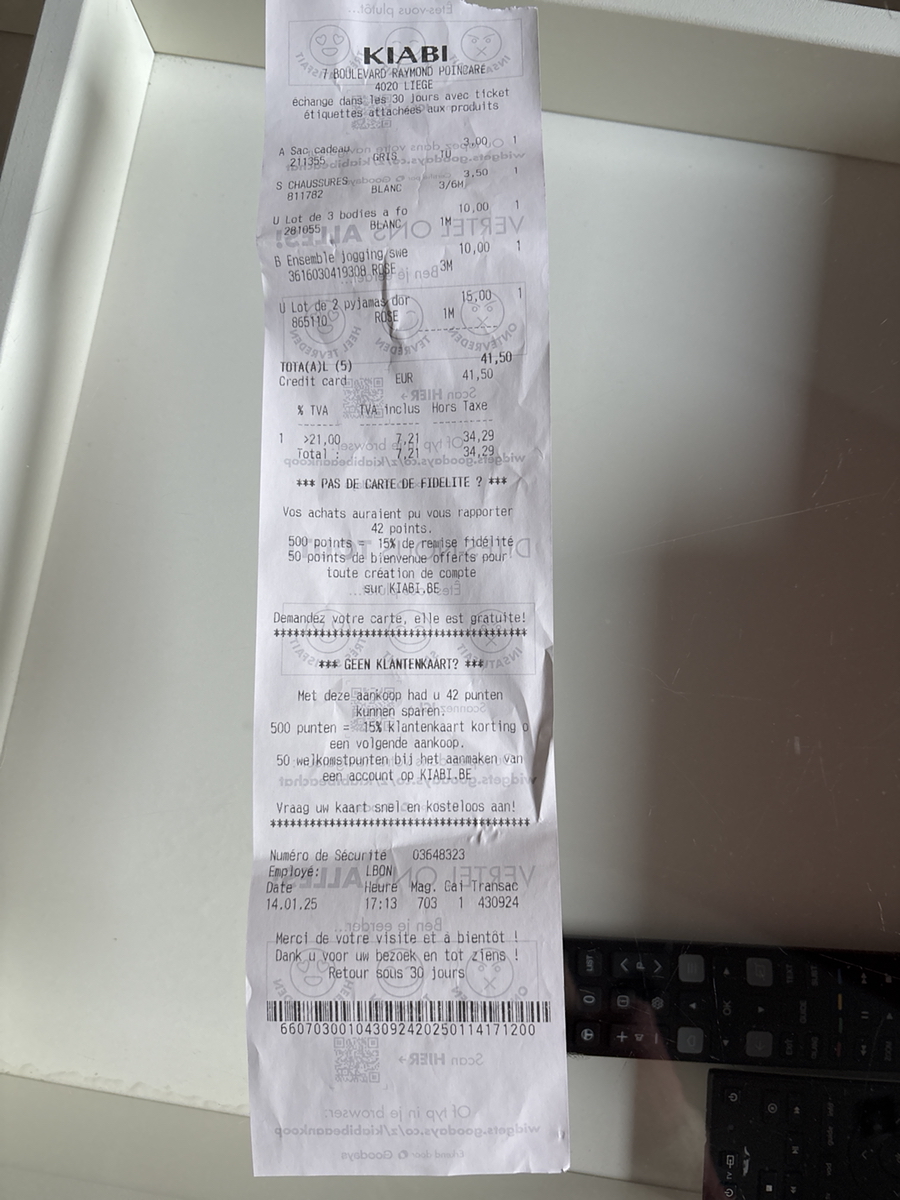 KIABI
7 BOULEVARD RAYMOND POINCARE
4020 LIEGE
échange dans les 30 jours avec ticket
étiquettes attachées aux produits
A Sac cadeau 3,00 1
211355 GRIS TU
S CHAUSSURES 3,50 1
811782 BLANC 3/6M
U Lot de 3 bodies a fo 10,00 1
281055 BLANC 1M
B Ensemble jogging swe 10,00 1
3616030419308 ROSE 3M
U Lot de 2 pyjamas dor 15,00 1
865110 ROSE 1M
TOTA(A)L (5) 41,50
Credit card EUR 41,50
% TVA TVA inclus Hors Taxe
1 >21,00 7,21 34,29
Total : 7,21 34,29
*** PAS DE CARTE DE FIDELITE ? ***
Vos achats auraient pu vous rapporter
42 points.
500 points = 15% de remise fidélité
50 points de bienvenue offerts pour
toute création de compte
sur KIABI.BE
Demandez votre carte, elle est gratuite!
****************************************
*** GEEN KLANTENKAART? ***
Met deze aankoop had u 42 punten
kunnen sparen.
500 punten = 15% klantenkaart korting o
een volgende aankoop.
50 welkomstpunten bij het aanmaken van
een account op KIABI.BE
Vraag uw kaart snel en kosteloos aan!
****************************************
Numéro de Sécurité 03648323
Employé: LBON
Date Heure Mag. Cai Transac
14.01.25 17:13 703 1 430924
Merci de votre visite et à bientôt !
Dank u voor uw bezoek en tot ziens !
Retour sous 30 jours
6607030010430924202501141712​00
LIST
P
OK
GUIDE
TEXT
TV
guide